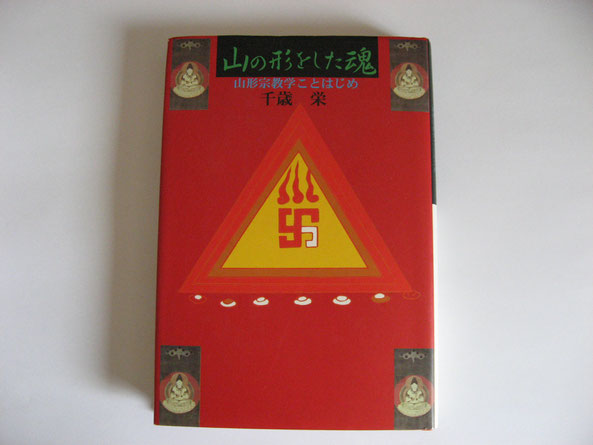 山の形をした魂
山形宗教学ことはじめ
千歳 栄